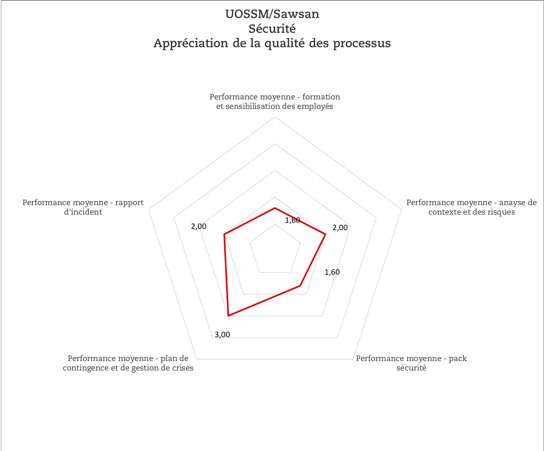 UOSSM/Sawsan
Sécurité
Appréciation de la qualité des processus
Performance moyenne - formation
et sensibilisation des employés
Performance moyenne - rapport
d'incident
Performance moyenne - anayse de
contexte et des risques
2,00
1,60
2,00
1,60
3,00
Performance moyenne - plan de
contingence et de gestion de crises
Performance moyenne - pack
sécurité